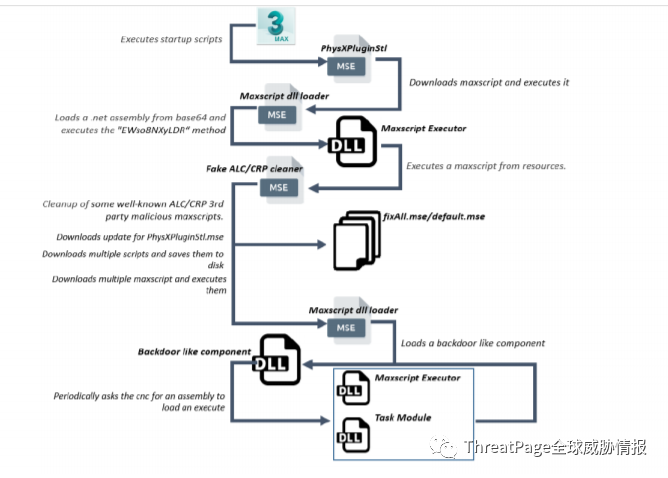 3
MAX
Executes startup scripts
PhysXPluginStl
MSE
Downloads maxscript and executes it
Maxscript dll loader
MSE
Loads a .net assembly from base64 and
executes the "EW1o8NXyLDR" method
DLL
Maxscript Executor
Executes a maxscript from resources.
Fake ALC/CRP cleaner
MSE
Cleanup of some well-known ALC/CRP 3rd
party malicious maxscripts.
fixAll.mse/default.mse
Downloads update for PhysXPluginStl.mse
Downloads multiple scripts and saves them to
disk
Downloads multiple maxscript and executes
them
Maxscript dll loader
MSE
Loads a backdoor like component
Backdoor like component
DLL
Maxscript Executor
DLL
Periodically asks the cnc for an assembly to
load an execute
Task Module
DLL
ThreatPage全球威胁情报